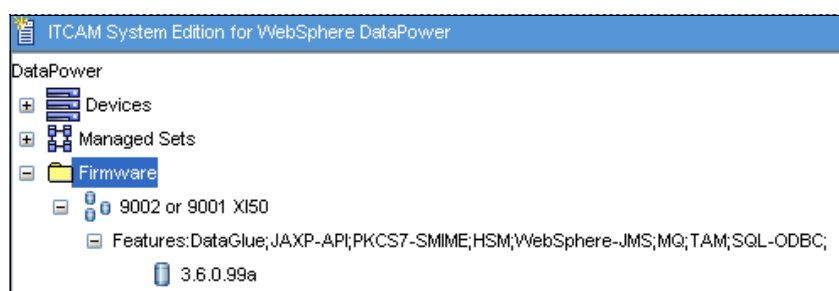 ITCAM System Edition for WebSphere DataPower
DataPower
Devices
Managed Sets
Firmware
9002 or 9001 XI50
Features:DataGlue;JAXP-API;PKCS7-SMIME;HSM;WebSphere-JMS;MQ;TAM;SQL-ODBC;
3.6.0.99a